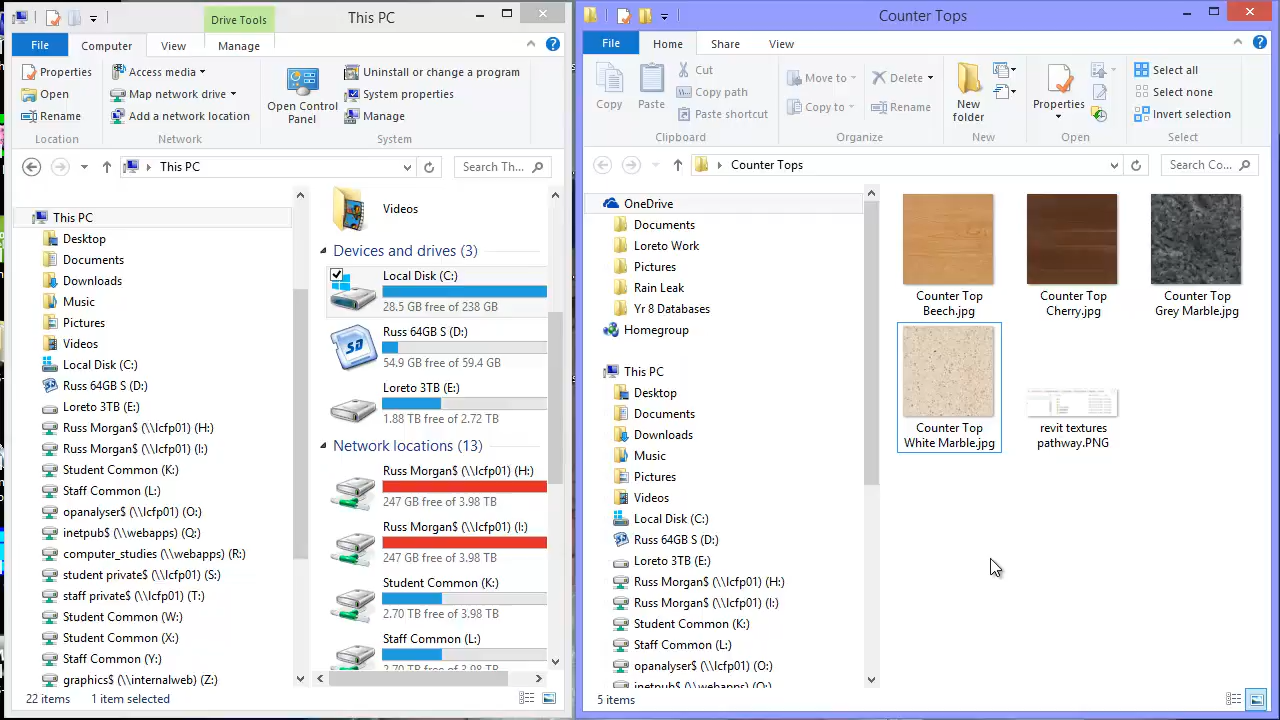 Drive Tools
This PC
File
Computer
View
Manage
Properties
Open
Rename
Location
Access media
Map network drive
Add a network location
Network
Open Control
Panel
Uninstall or change a program
System properties
Manage
System
This PC
Search Th...
This PC
Desktop
Documents
Downloads
Music
Pictures
Videos
Local Disk (C:)
Russ 64GB S (D:)
Loreto 3TB (E:)
Russ Morgan$ (\\lcfp01) (H:)
Russ Morgan$ (\\lcfp01) (I:)
Student Common (K:)
Staff Common (L:)
opanalyser$ (\\lcfp01) (O:)
inetpub$ (\\webapps) (Q:)
computer_studies (\\webapps) (R:)
student private$ (\\lcfp01) (S:)
staff private$ (\\lcfp01) (T:)
Student Common (W:)
Student Common (X:)
Student Common (Y:)
graphics$ (\\internalweb) (Z:)
Videos
Devices and drives (3)
Local Disk (C:)
28.5 GB free of 238 GB
Russ 64GB S (D:)
54.9 GB free of 59.4 GB
Loreto 3TB (E:)
1.88 TB free of 2.72 TB
Network locations (13)
Russ Morgan$ (\\lcfp01) (H:)
247 GB free of 3.98 TB
Russ Morgan$ (\\lcfp01) (I:)
247 GB free of 3.98 TB
Student Common (K:)
2.70 TB free of 3.98 TB
Staff Common (L:)
2.70 TB free of 3.98 TB
22 items
1 item selected
Counter Tops
File
Home
Share
View
Copy
Paste
Cut
Copy path
Paste shortcut
Clipboard
Move to
Copy to
Delete
Rename
Organize
New
folder
New
Properties
Open
Select all
Select none
Invert selection
Select
Counter Tops
Search Co...
OneDrive
Documents
Loreto Work
Pictures
Rain Leak
Yr 8 Databases
Homegroup
This PC
Desktop
Documents
Downloads
Music
Pictures
Videos
Local Disk (C:)
Russ 64GB S (D:)
Loreto 3TB (E:)
Russ Morgan$ (\\lcfp01) (H:)
Russ Morgan$ (\\lcfp01) (I:)
Student Common (K:)
Staff Common (L:)
opanalyser$ (\\lcfp01) (O:)
inetpub$ (\\webapps) (Q:)
Counter Top
Beech.jpg
Counter Top
Cherry.jpg
Counter Top
Grey Marble.jpg
Counter Top
White Marble.jpg
revit textures
pathway.PNG
5 items